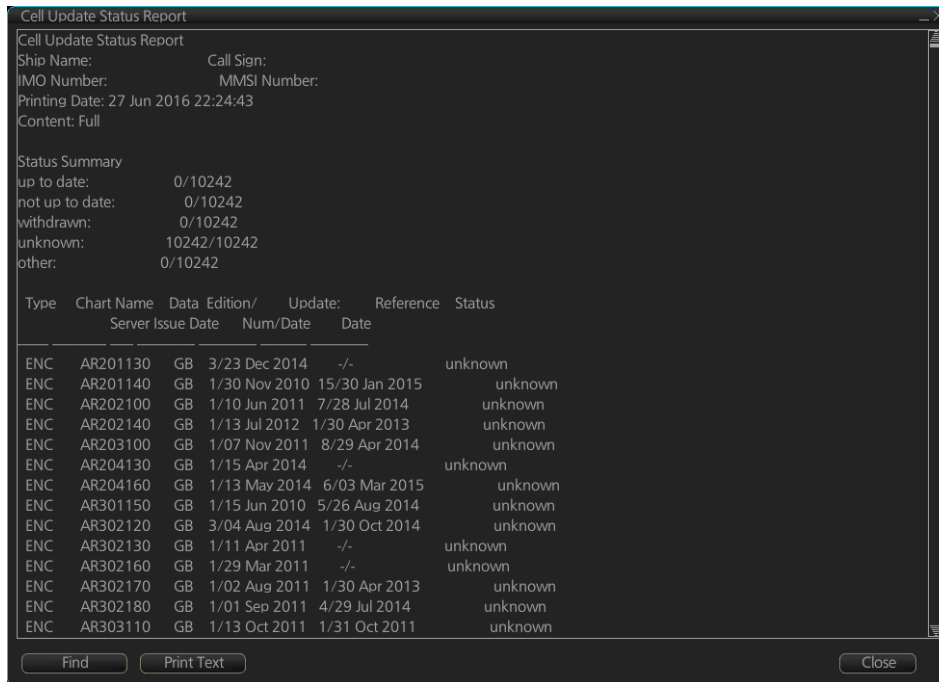 Cell Update Status Report
Cell Update Status Report
Ship Name: Call Sign:
IMO Number: MMSI Number:
Printing Date: 27 Jun 2016 22:24:43
Content: Full
Status Summary
up to date: 0/10242
not up to date: 0/10242
withdrawn: 0/10242
unknown: 10242/10242
other: 0/10242
Type Chart Name Data Edition/ Update: Reference Status
Server Issue Date Num/Date Date
ENC AR201130 GB 3/23 Dec 2014 -/- unknown
ENC AR201140 GB 1/30 Nov 2010 15/30 Jan 2015 unknown
ENC AR202100 GB 1/10 Jun 2011 7/28 Jul 2014 unknown
ENC AR202140 GB 1/13 Jul 2012 1/30 Apr 2013 unknown
ENC AR203100 GB 1/07 Nov 2011 8/29 Apr 2014 unknown
ENC AR204130 GB 1/15 Apr 2014 -/- unknown
ENC AR204160 GB 1/13 May 2014 6/03 Mar 2015 unknown
ENC AR301150 GB 1/15 Jun 2010 5/26 Aug 2014 unknown
ENC AR302120 GB 3/04 Aug 2014 1/30 Oct 2014 unknown
ENC AR302130 GB 1/11 Apr 2011 -/- unknown
ENC AR302160 GB 1/29 Mar 2011 -/- unknown
ENC AR302170 GB 1/02 Aug 2011 1/30 Apr 2013 unknown
ENC AR302180 GB 1/01 Sep 2011 4/29 Jul 2014 unknown
ENC AR303110 GB 1/13 Oct 2011 1/31 Oct 2011 unknown
Find Print Text Close